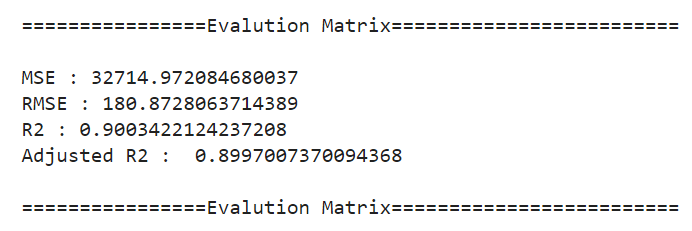 ================Evalution Matrix=========================
MSE : 32714.972084680037
RMSE : 180.8728063714389
R2 : 0.9003422124237208
Adjusted R2 :  0.8997007370094368
================Evalution Matrix=========================